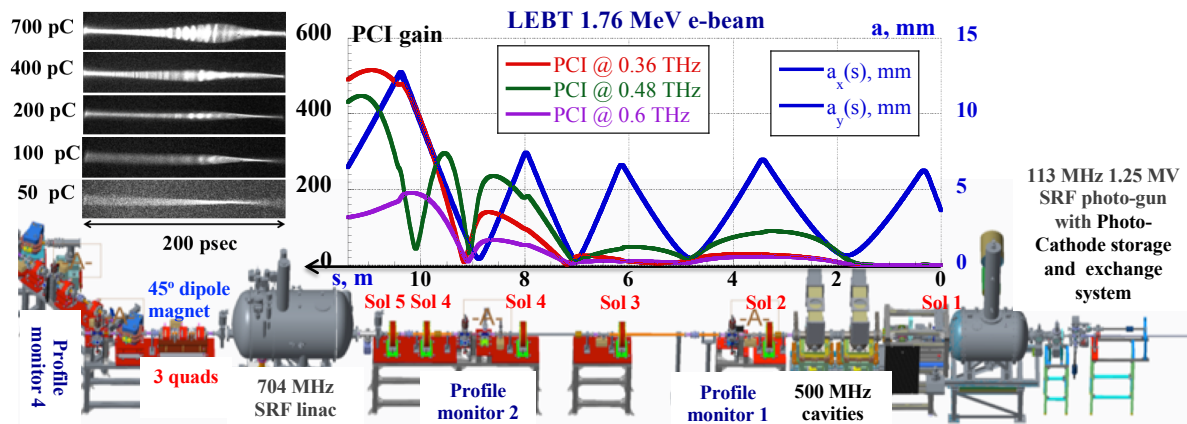 LEBT 1.76 MeV e-beam
700 pC
400 pC
200 pC
100 pC
50 pC
200 psec
600
400
200
0
PCI gain
PCI @ 0.36 THz
PCI @ 0.48 THz
PCI @ 0.6 THz
a, mm
aₓ(s), mm
a_y(s), mm
15
10
5
0
s, m
10
8
6
4
2
0
113 MHz 1.25 MV
SRF photo-gun
with Photo-
Cathode storage
and exchange
system
Sol 5
Sol 4
Sol 4
Sol 3
Sol 2
Sol 1
-A-
-A-
-A-
45º dipole
magnet
Profile
monitor 4
3 quads
704 MHz
SRF linac
Profile
monitor 2
Profile
monitor 1
500 MHz
cavities